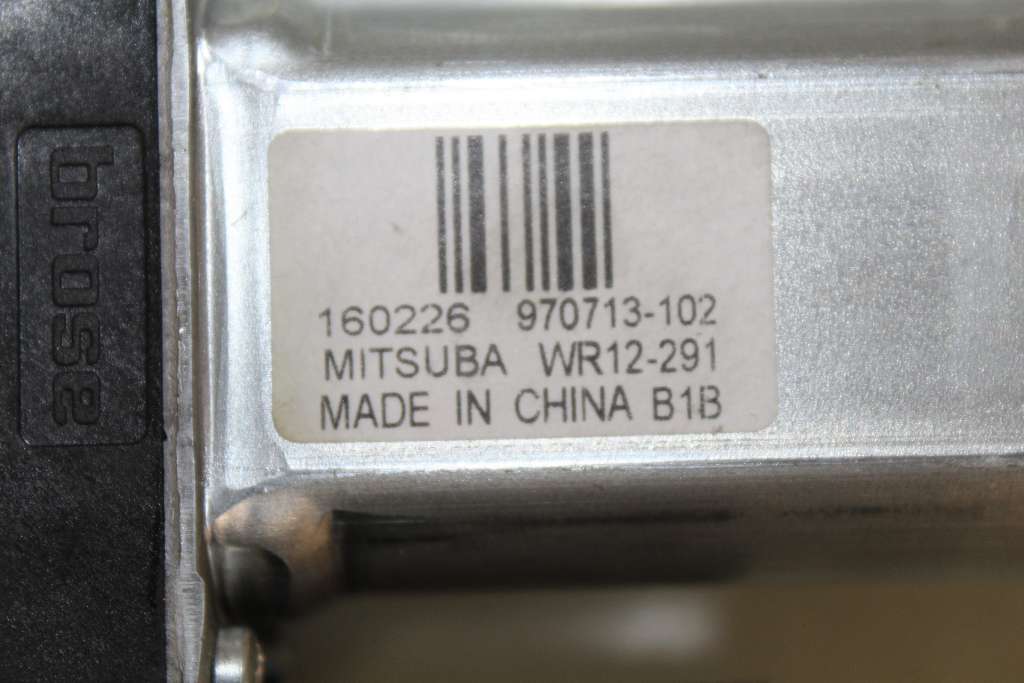 brose
160226 970713-102
MITSUBA WR12-291
MADE IN CHINA B1B